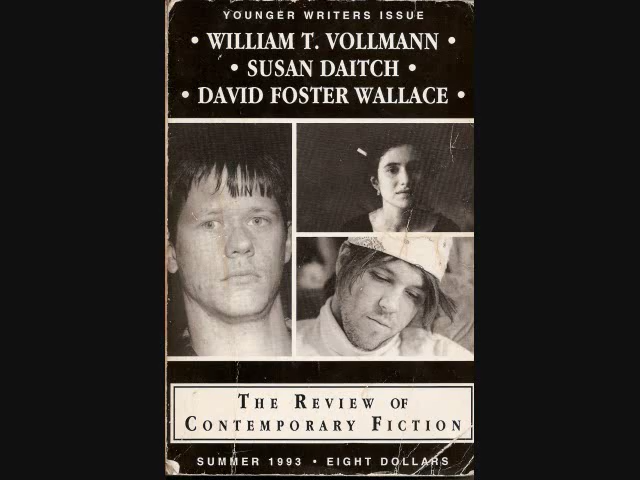 YOUNGER WRITERS ISSUE
• WILLIAM T. VOLLMANN •
• SUSAN DAITCH •
• DAVID FOSTER WALLACE •
THE REVIEW OF
CONTEMPORARY FICTION
SUMMER 1993 • EIGHT DOLLARS